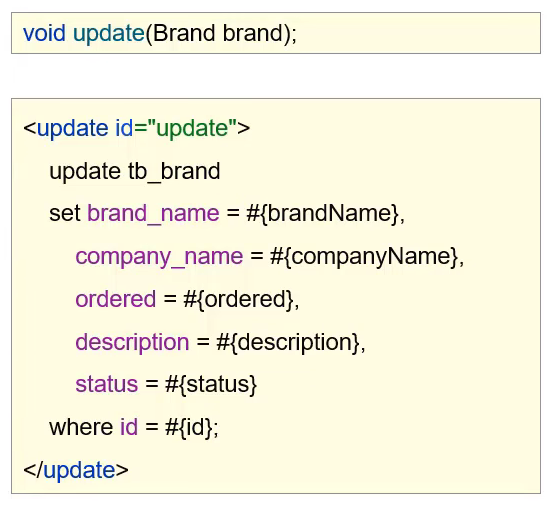 void update(Brand brand);
<update id="update">
update tb_brand
set brand_name = #{brandName},
company_name = #{companyName},
ordered = #{ordered},
description = #{description},
status = #{status}
where id = #{id};
</update>